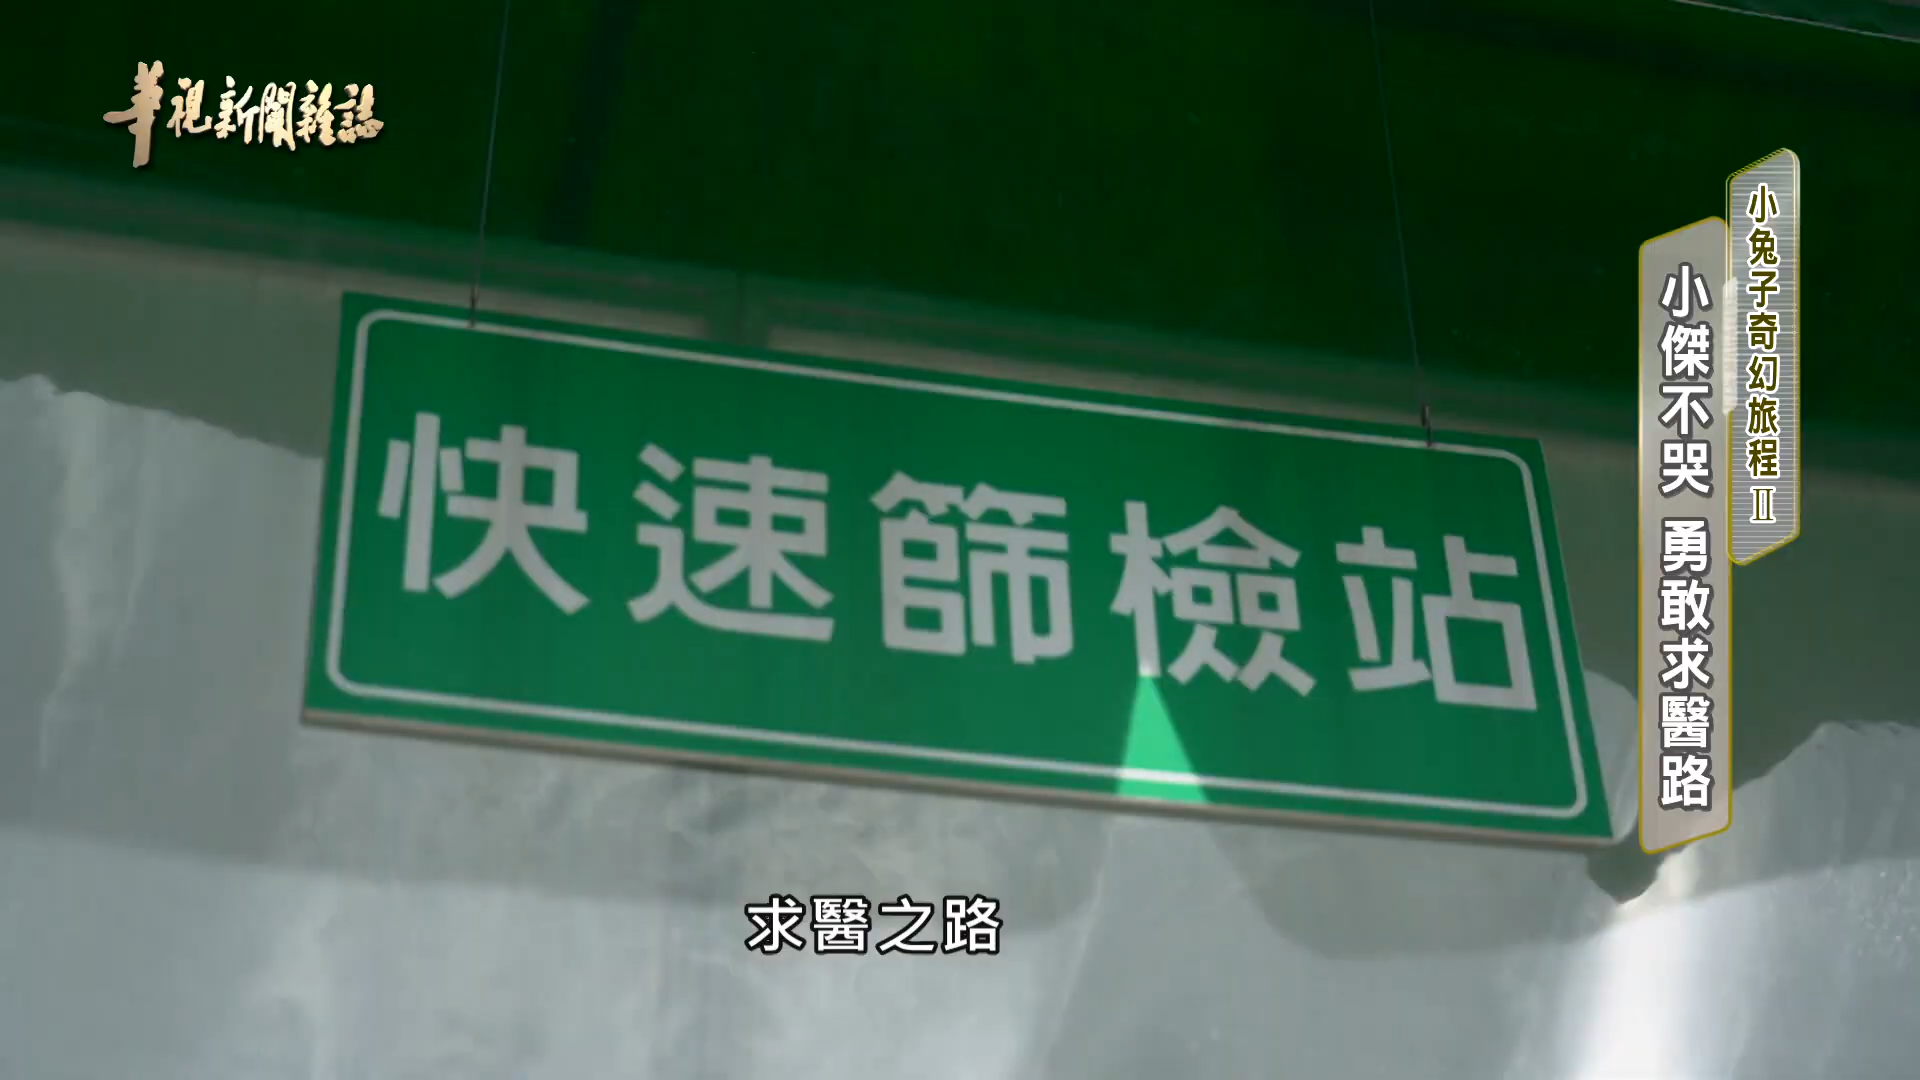 華視新聞雜誌
小兔子奇幻旅程Ⅱ
小傑不哭 勇敢求醫路
快速篩檢站
求醫之路